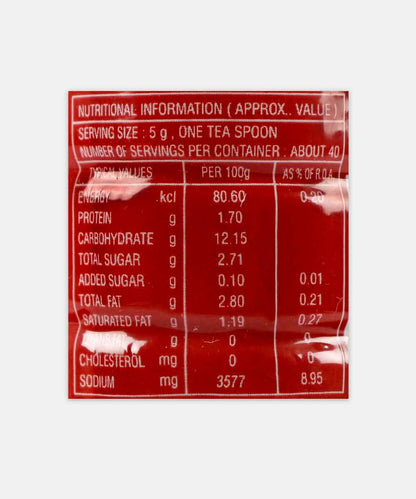 NUTRITIONAL INFORMATION ( APPROX.. VALUE )
SERVING SIZE : 5 g , ONE TEA SPOON
NUMBER OF SERVINGS PER CONTAINER : ABOUT 40
TYPICAL VALUES PER 100g AS % OF R.D.A.
ENERGY .kcl 80.60 0.20
PROTEIN g 1.70
CARBOHYDRATE g 12.15
TOTAL SUGAR g 2.71
ADDED SUGAR g 0.10 0.01
TOTAL FAT g 2.80 0.21
SATURATED FAT g 1.19 0.27
g 0 0
CHOLESTEROL mg 0 0
SODIUM mg 3577 8.95